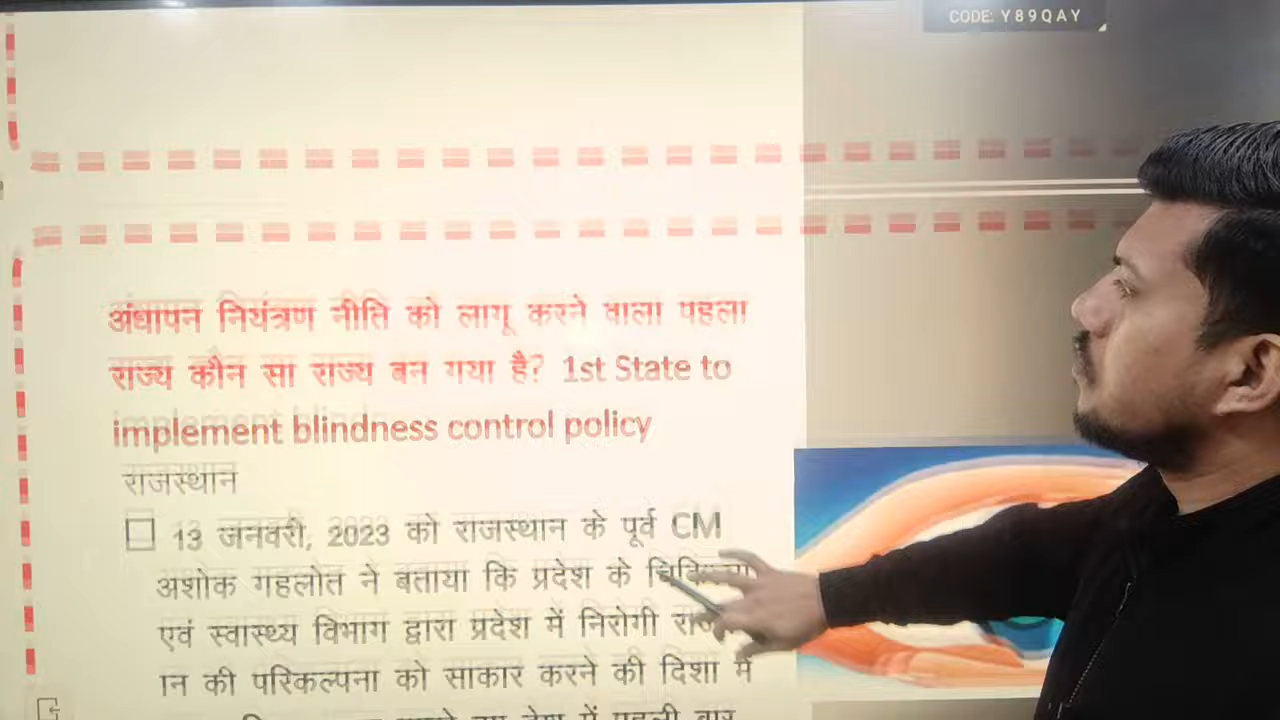 CODE: Y89QAY
अंधापन नियंत्रण नीति को लागू करने वाला पहला
राज्य कौन सा राज्य बन गया है? 1st State to
implement blindness control policy
राजस्थान
13 जनवरी, 2023 को राजस्थान के पूर्व CM
अशोक गहलोत ने बताया कि प्रदेश के
एवं स्वास्थ्य विभाग द्वारा प्रदेश में निरोगी
ान की परिकल्पना को साकार करने की दिशा में
देश में पहली बार